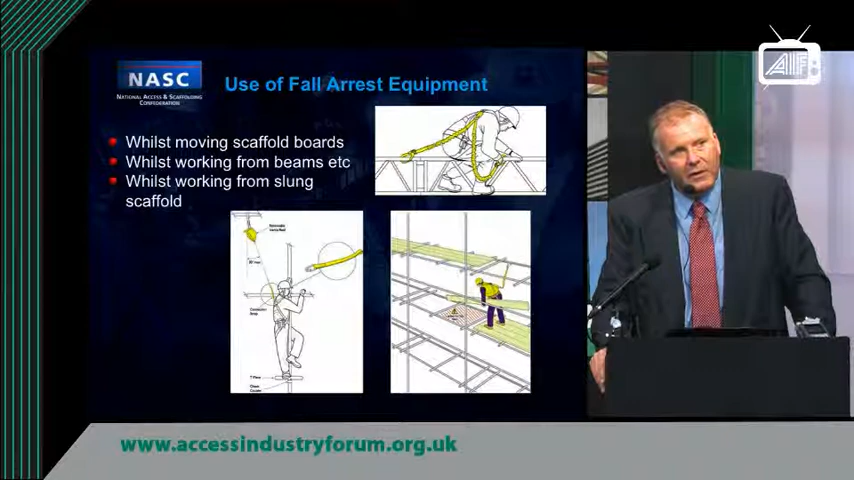 AIF
NASC
NATIONAL ACCESS & SCAFFOLDING
CONFEDERATION
Use of Fall Arrest Equipment
Whilst moving scaffold boards
Whilst working from beams etc
Whilst working from slung
scaffold
www.accessindustryforum.org.uk